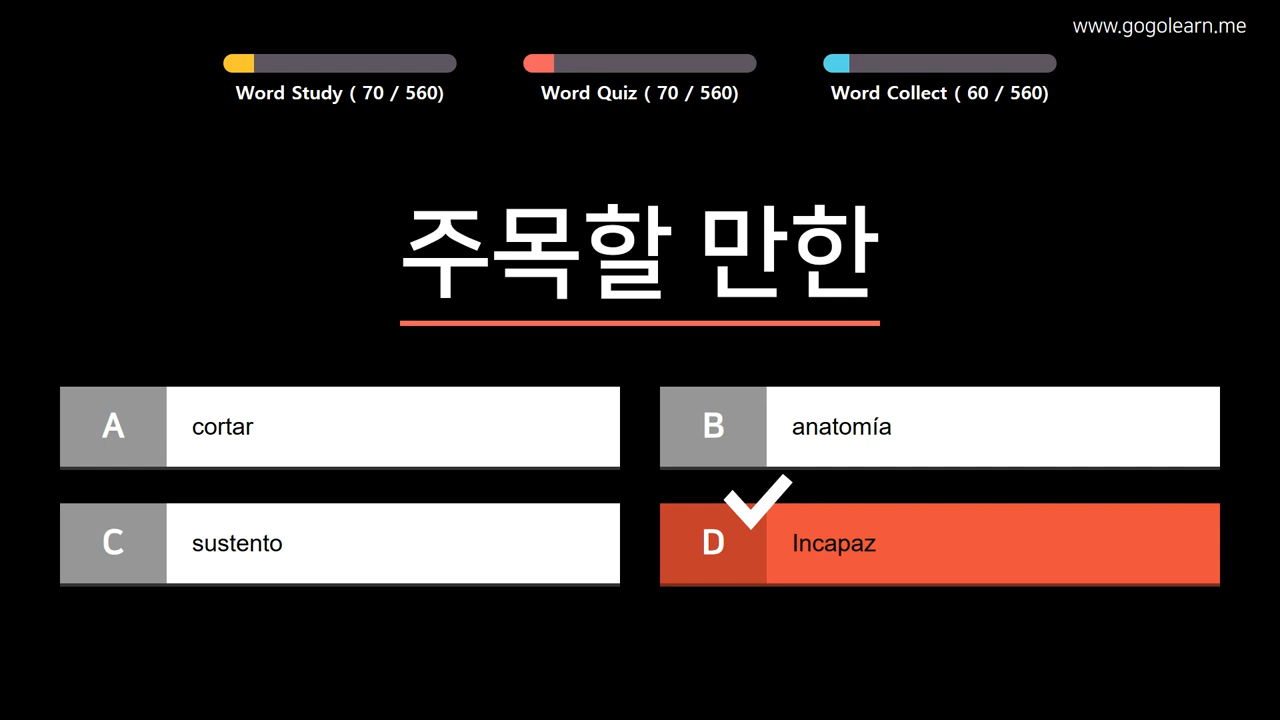 www.gogolearn.me
Word Study ( 70 / 560)
Word Quiz ( 70 / 560)
Word Collect ( 60 / 560)
주목할 만한
A cortar
B anatomía
C sustento
D Incapaz